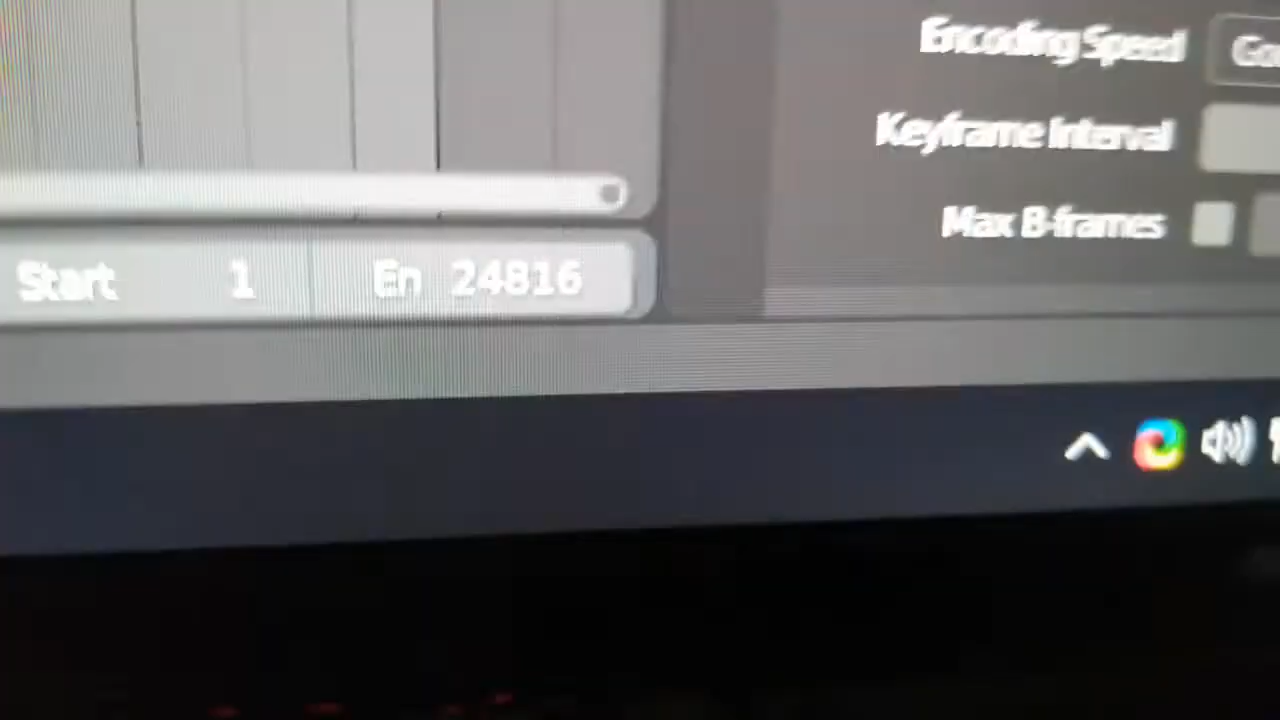 Encoding Speed
Keyframe Interval
Max B-frames
Start 1 En 24816